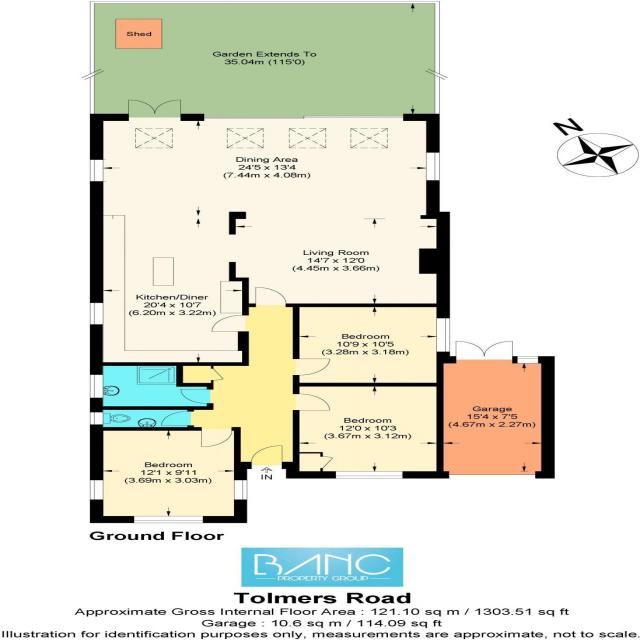 Shed
Garden Extends To
35.04m (115'0)
N
Dining Area
24'5 x 13'4
(7.44m x 4.08m)
Living Room
14'7 x 12'0
(4.45m x 3.66m)
Kitchen/Diner
20'4 x 10'7
(6.20m x 3.22m)
Bedroom
10'9 x 10'5
(3.28m x 3.18m)
Bedroom
12'0 x 10'3
(3.67m x 3.12m)
Garage
15'4 x 7'5
(4.67m x 2.27m)
Bedroom
12'1 x 9'11
(3.69m x 3.03m)
IN
Ground Floor
BANC
PROPERTY GROUP
Tolmers Road
Approximate Gross Internal Floor Area : 121.10 sq m / 1303.51 sq ft
Garage : 10.6 sq m / 114.09 sq ft
Illustration for identification purposes only, measurements are approximate, not to scale.